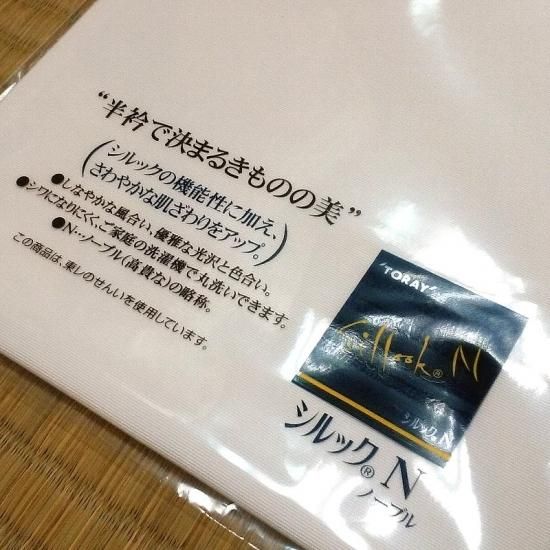 “半衿で決まるきものの美”
(シルックの機能性に加え、
さわやかな肌ざわりをアップ。)
●しなやかな風合い、優雅な光沢と色合い。
●シワになりにくく、ご家庭の洗濯機で丸洗いできます。
●N…ノーブル(高貴な)の略称。
この商品は、東レのせんいを使用しています。
'TORAY'
Sillook® N
シルック N
シルック® N
ノーブル